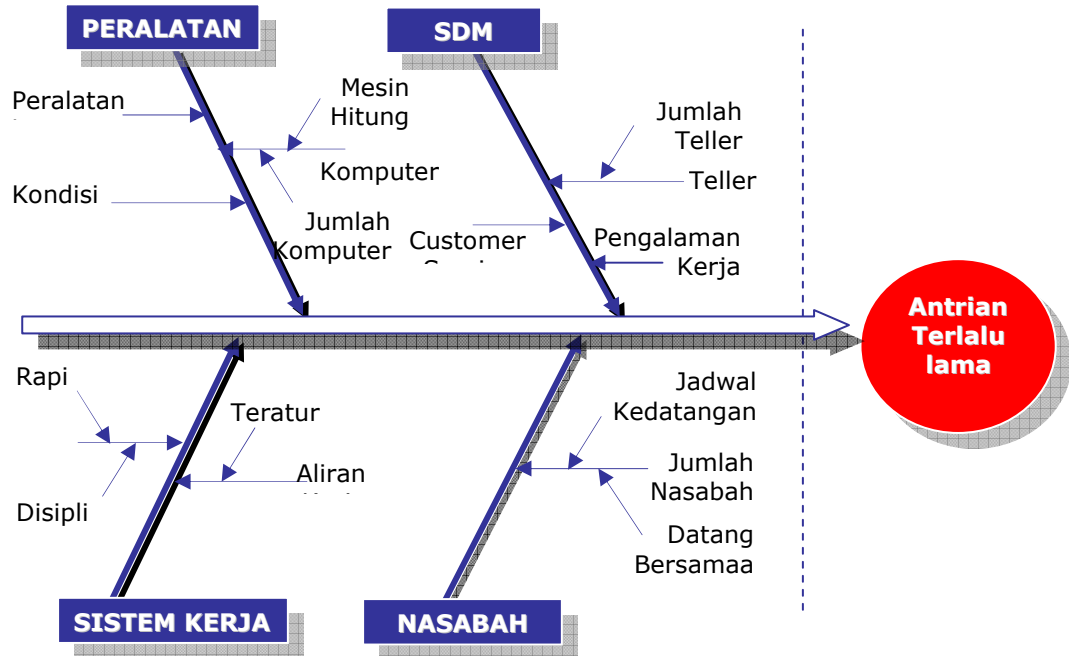 PERALATAN
SDM
Peralatan
Mesin
Hitung
Komputer
Kondisi
Jumlah
Komputer
Jumlah
Teller
Teller
Customer
Pengalaman
Kerja
Antrian
Terlalu
lama
Rapi
Teratur
Disipli
Aliran
Jadwal
Kedatangan
Jumlah
Nasabah
Datang
Bersamaa
SISTEM KERJA
NASABAH